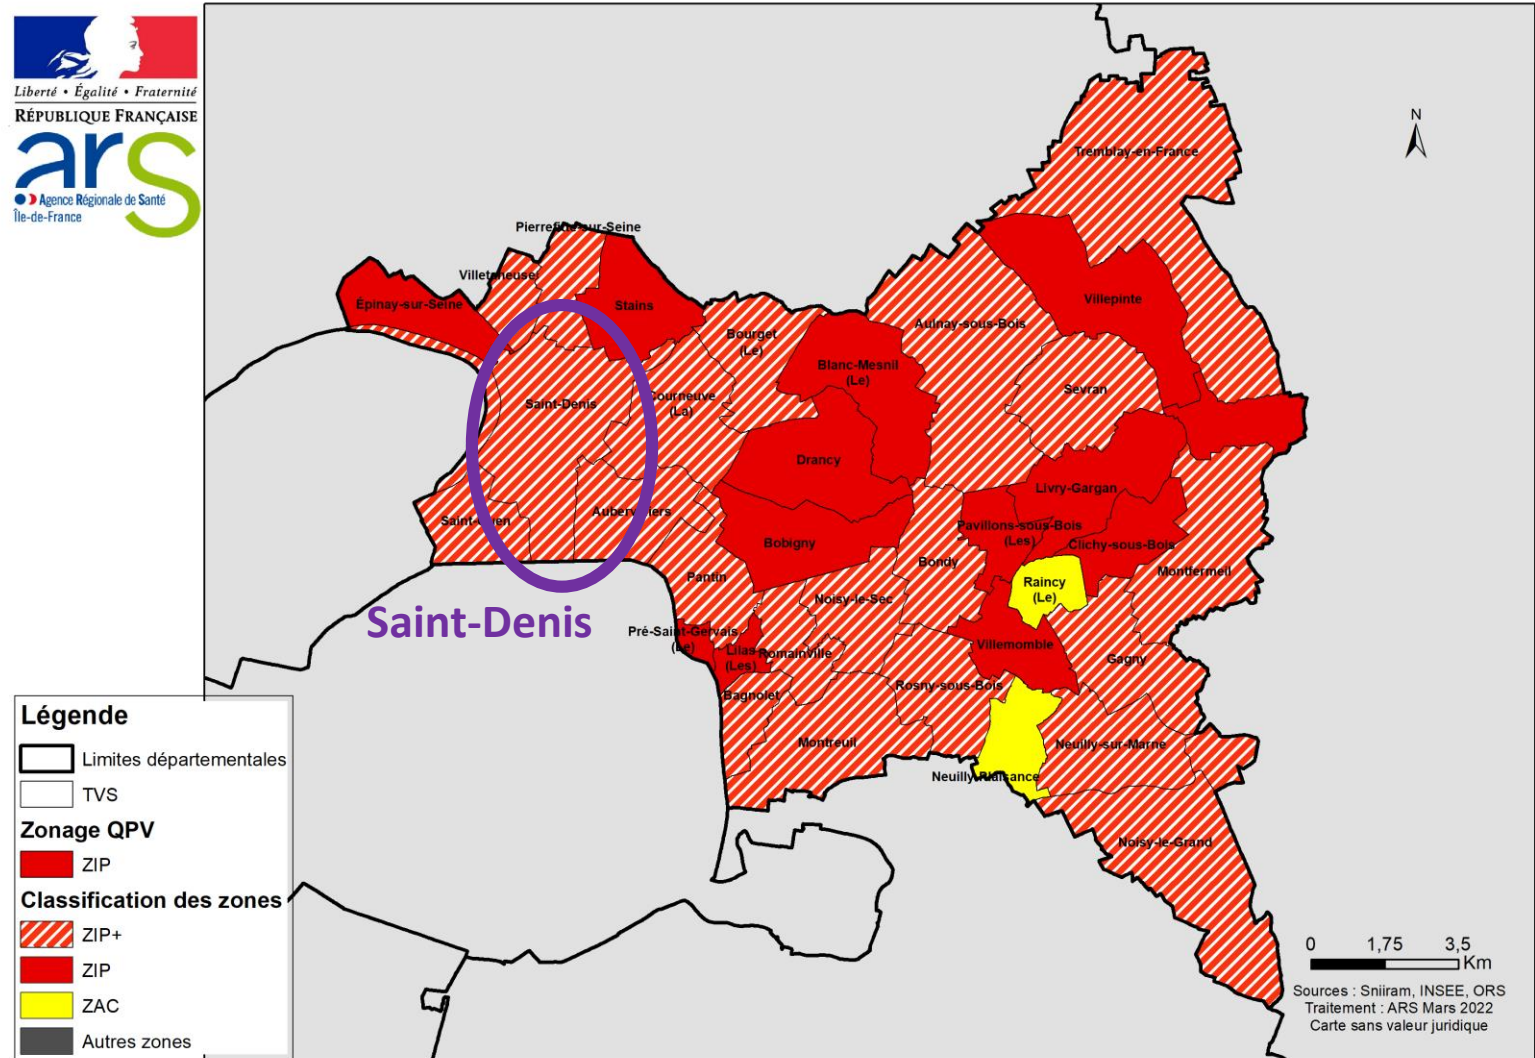 Liberté • Égalité • Fraternité
RÉPUBLIQUE FRANÇAISE
ars
Agence Régionale de Santé
Île-de-France
N
Tremblay-en-France
Pierrefitte-sur-Seine
Villetaneuse
Épinay-sur-Seine
Stains
Villepinte
Aulnay-sous-Bois
Bourget
(Le)
Blanc-Mesnil
(Le)
Sevran
Saint-Denis
Courneuve
(La)
Drancy
Livry-Gargan
Saint-Ouen
Aubervilliers
Pavillons-sous-Bois
(Les)
Bobigny
Clichy-sous-Bois
Bondy
Montfermeil
Pantin
Raincy
(Le)
Noisy-le-Sec
Saint-Denis
Pré-Saint-Gervais
(Le)
Lilas
(Les)
Romainville
Villemomble
Gagny
Bagnolet
Rosny-sous-Bois
Montreuil
Neuilly-sur-Marne
Neuilly-Plaisance
Noisy-le-Grand
Légende
Limites départementales
TVS
Zonage QPV
ZIP
Classification des zones
ZIP+
ZIP
ZAC
Autres zones
0 1,75 3,5
Km
Sources : Sniiram, INSEE, ORS
Traitement : ARS Mars 2022
Carte sans valeur juridique